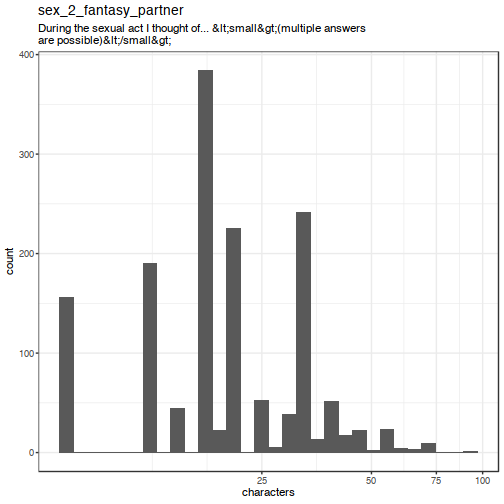 sex_2_fantasy_partner
During the sexual act I thought of... &lt;small&gt;(multiple answers
are possible)&lt;/small&gt;
400
300
200
100
0
count
25 50 75 100
characters